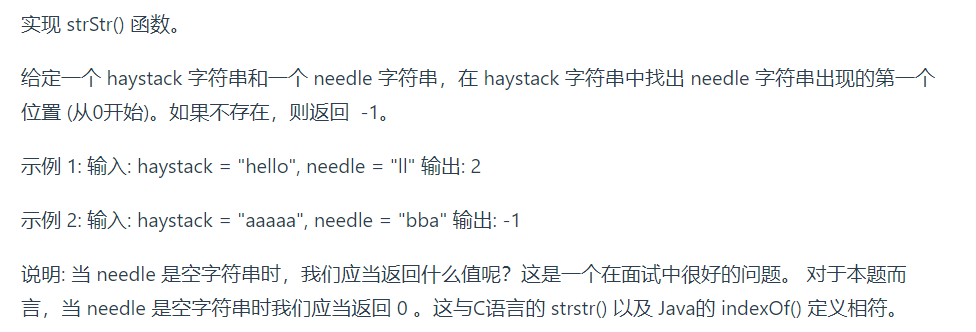 实现 strStr() 函数。
给定一个 haystack 字符串和一个 needle 字符串，在 haystack 字符串中找出 needle 字符串出现的第一个
位置 (从0开始)。如果不存在，则返回  -1。
示例 1: 输入: haystack = "hello", needle = "ll" 输出: 2
示例 2: 输入: haystack = "aaaaa", needle = "bba" 输出: -1
说明: 当 needle 是空字符串时，我们应当返回什么值呢？这是一个在面试中很好的问题。 对于本题而
言，当 needle 是空字符串时我们应当返回 0 。这与C语言的 strstr() 以及 Java的 indexOf() 定义相符。